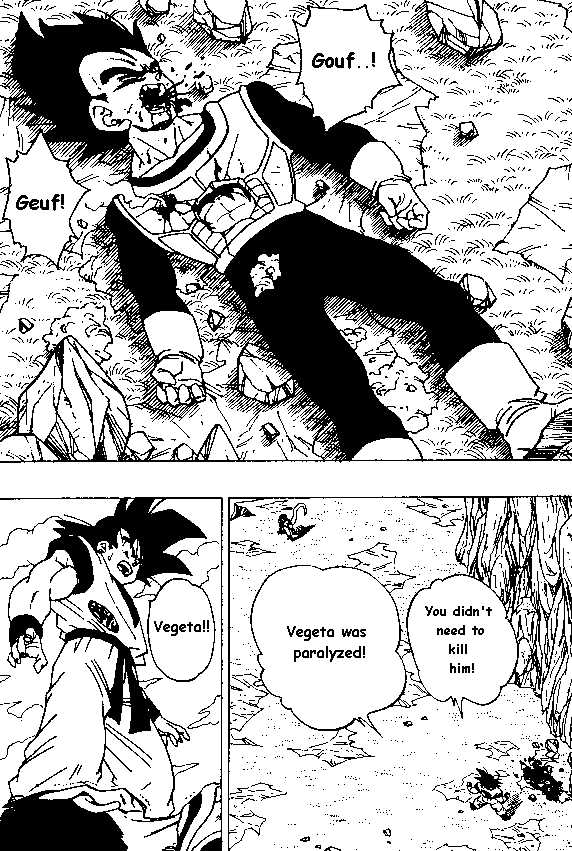 Gouf..!
Geuf!
Vegeta!!
Vegeta was
paralyzed!
You didn't
need to
kill
him!